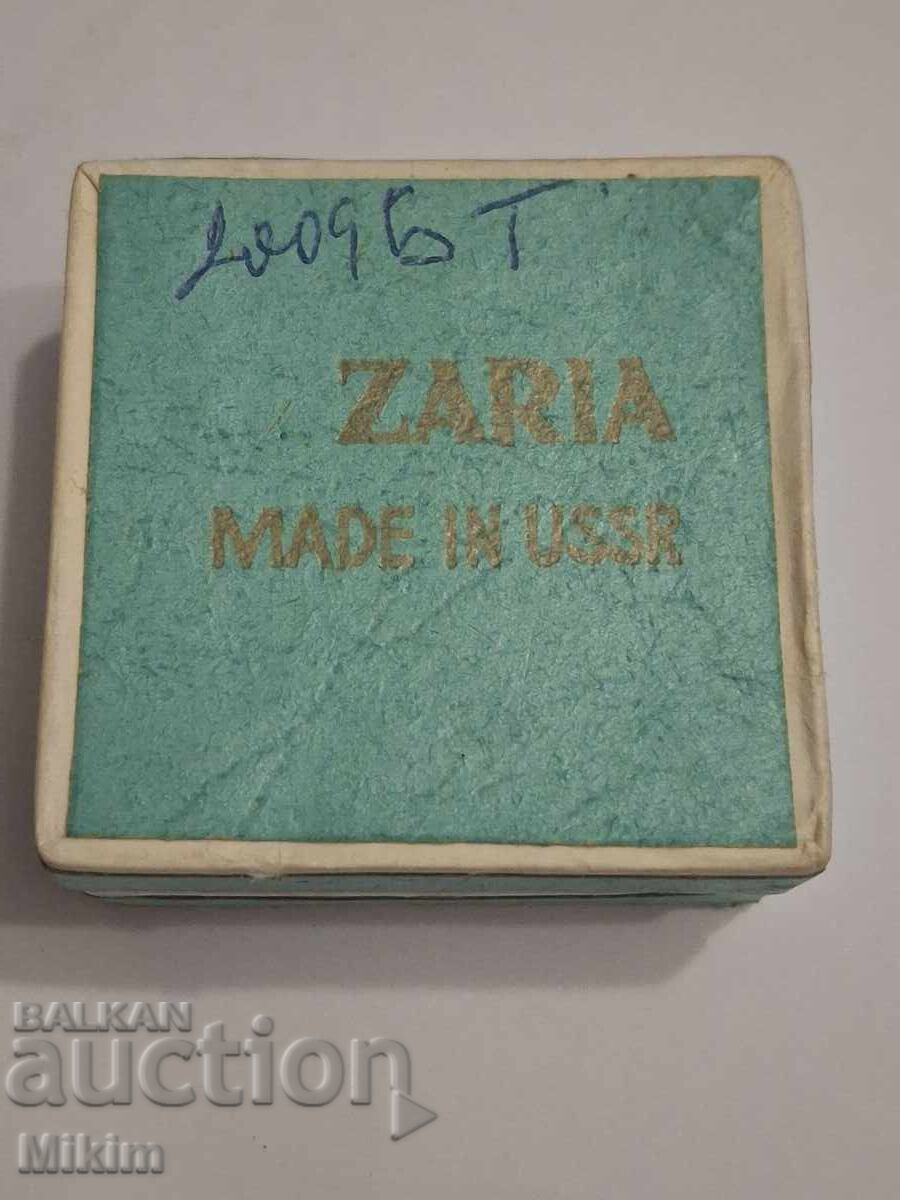 2009БТ
ZARIA
MADE IN USSR
BALKAN
auction
Mikim